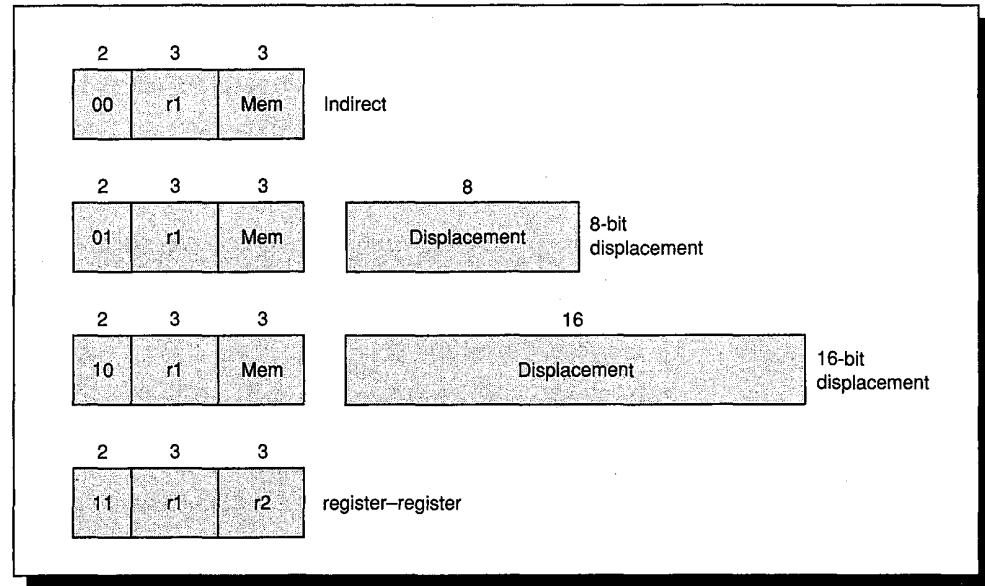 2 3 3
00 r1 Mem Indirect
2 3 3 8
01 r1 Mem Displacement 8-bit
displacement
2 3 3 16
10 r1 Mem Displacement 16-bit
displacement
2 3 3
11 r1 r2 register–register